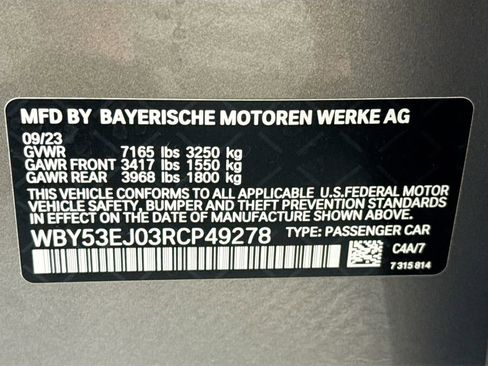 MFD BY BAYERISCHE MOTOREN WERKE AG
09/23
GVWR 7165 lbs 3250 kg
GAWR FRONT 3417 lbs 1550 kg
GAWR REAR 3968 lbs 1800 kg
THIS VEHICLE CONFORMS TO ALL APPLICABLE U.S.FEDERAL MOTOR
VEHICLE SAFETY, BUMPER AND THEFT PREVENTION STANDARDS
IN EFFECT ON THE DATE OF MANUFACTURE SHOWN ABOVE.
WBY53EJ03RCP49278 TYPE: PASSENGER CAR
C4A/7
7 315 814